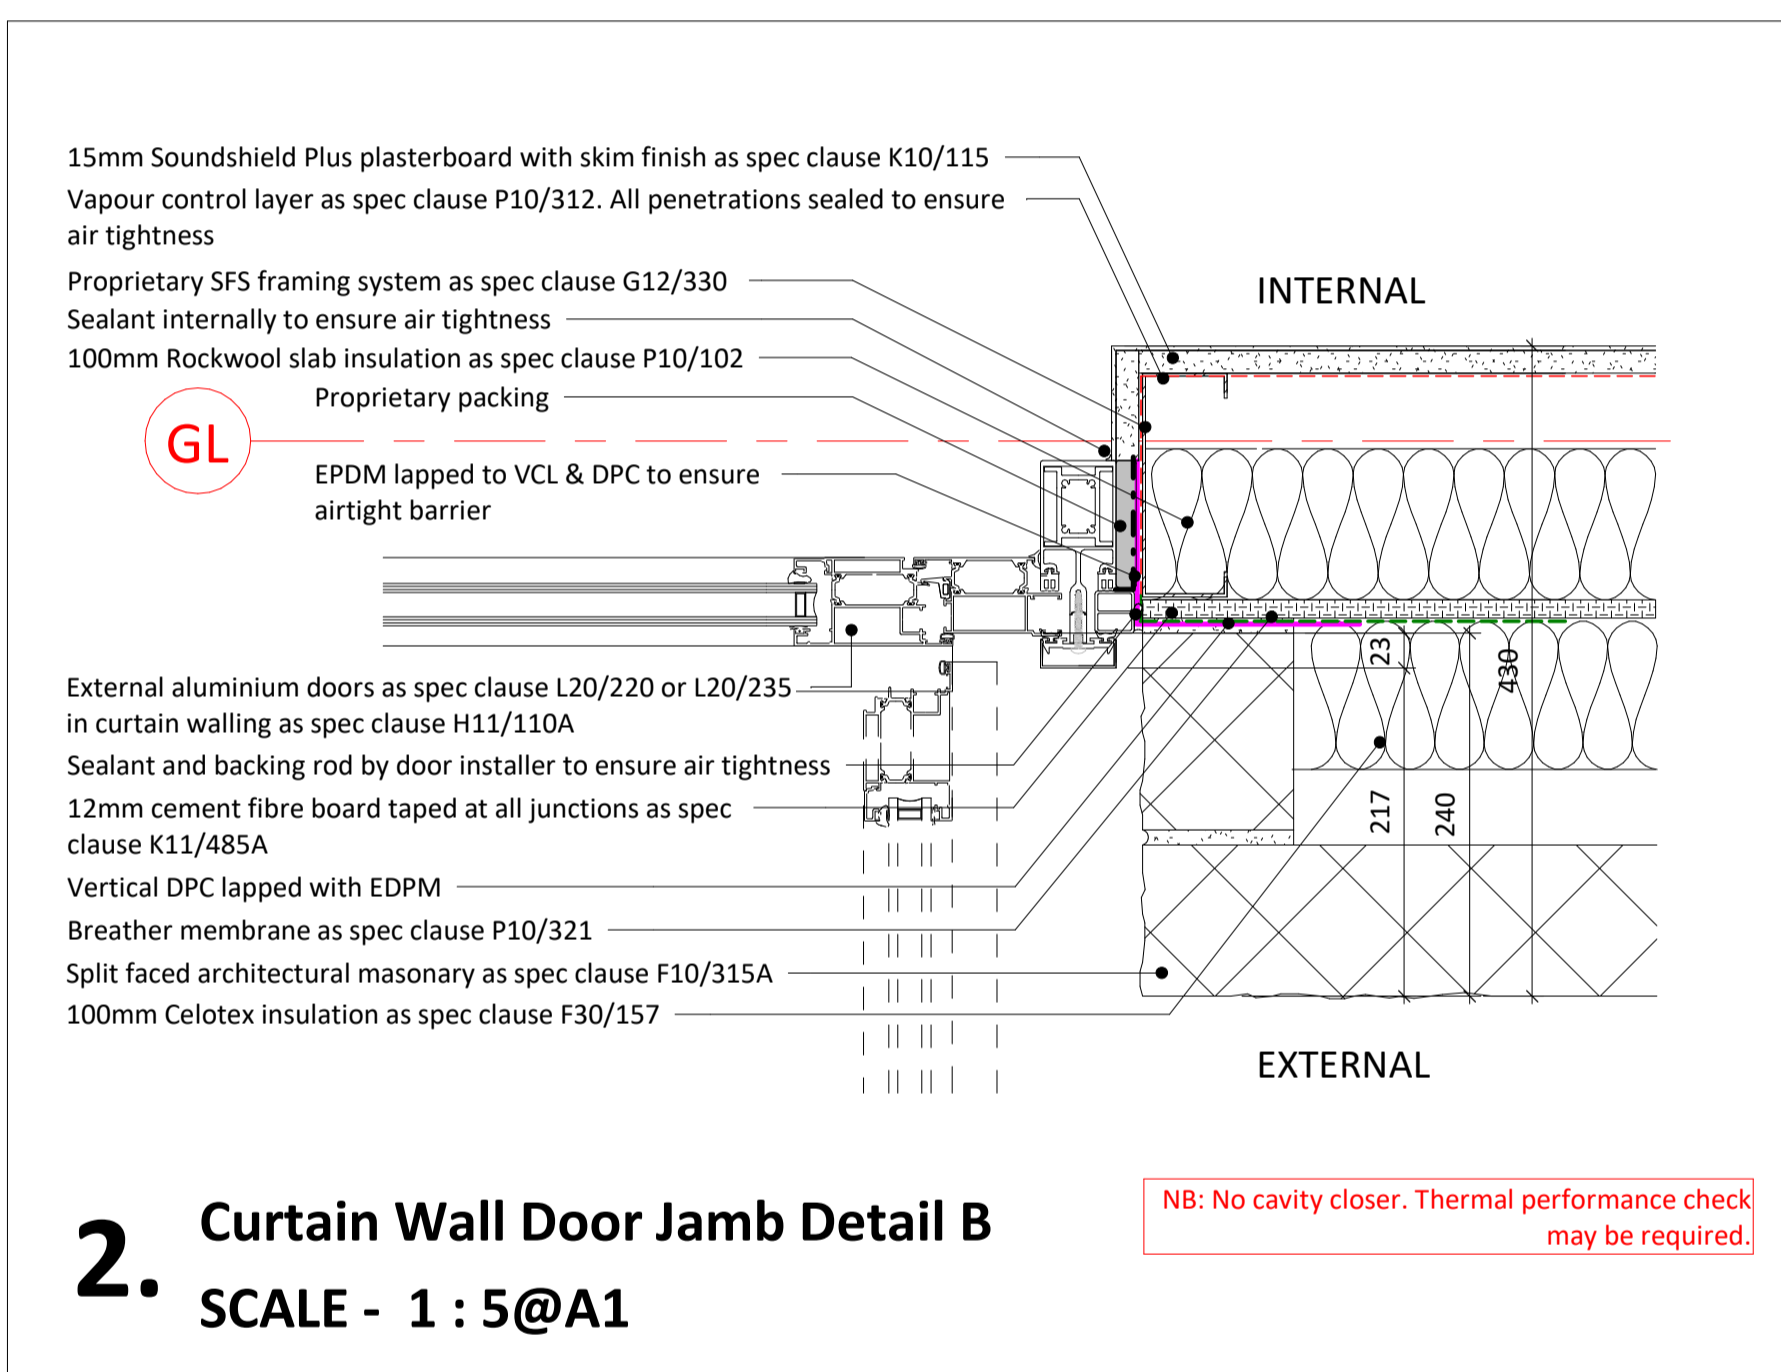 15mm Soundshield Plus plasterboard with skim finish as spec clause K10/115
Vapour control layer as spec clause P10/312. All penetrations sealed to ensure
air tightness
Proprietary SFS framing system as spec clause G12/330
INTERNAL
Sealant internally to ensure air tightness
100mm Rockwool slab insulation as spec clause P10/102
Proprietary packing
GL
EPDM lapped to VCL & DPC to ensure
airtight barrier
23
430
External aluminium doors as spec clause L20/220 or L20/235
in curtain walling as spec clause H11/110A
Sealant and backing rod by door installer to ensure air tightness
12mm cement fibre board taped at all junctions as spec
clause K11/485A
217
240
Vertical DPC lapped with EDPM
Breather membrane as spec clause P10/321
Split faced architectural masonary as spec clause F10/315A
100mm Celotex insulation as spec clause F30/157
EXTERNAL
2.
Curtain Wall Door Jamb Detail B
SCALE - 1 : 5@A1
NB: No cavity closer. Thermal performance check
may be required.